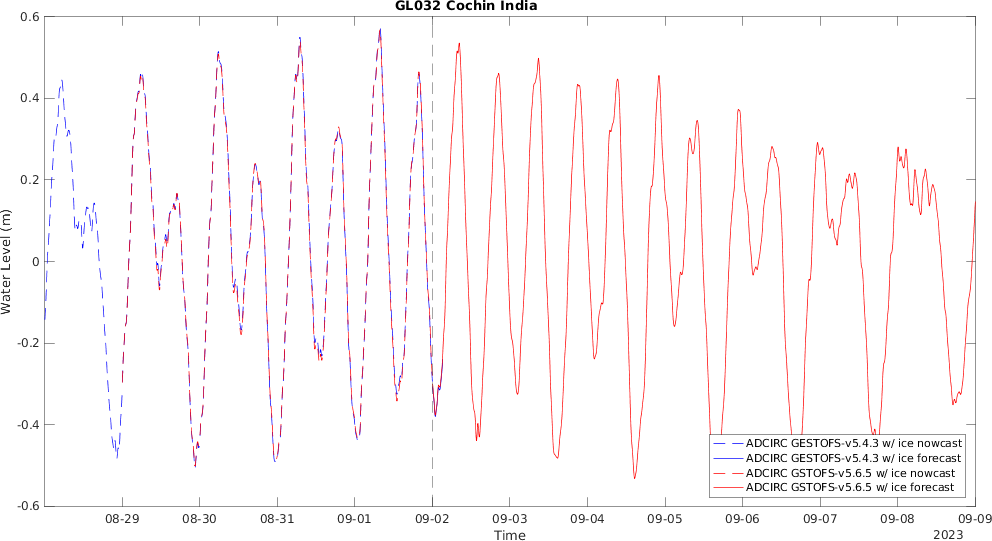 GL032 Cochin India
0.6
0.4
0.2
0
-0.2
-0.4
-0.6
Water Level (m)
ADCIRC GESTOFS-v5.4.3 w/ ice nowcast
ADCIRC GESTOFS-v5.4.3 w/ ice forecast
ADCIRC GSTOFS-v5.6.5 w/ ice nowcast
ADCIRC GSTOFS-v5.6.5 w/ ice forecast
08-29 08-30 08-31 09-01 09-02 09-03 09-04 09-05 09-06 09-07 09-08 09-09
Time
2023